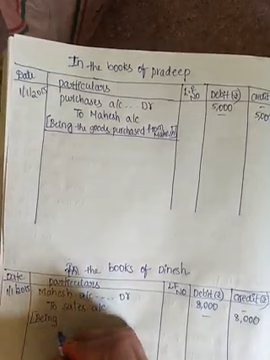 In the books of pradeep
Date particulars L.F NO Debit(₹) Credit
1/1/2015 purchases a/c.... Dr 5,000
To Mahesh a/c 500
[Being the goods purchased from
In the books of Dinesh.
Date particulars L.F NO Debit(₹) Credit(₹)
1/1/2015 Mahesh a/c.... Dr 8,000
To sales a/c 8,000
[Being